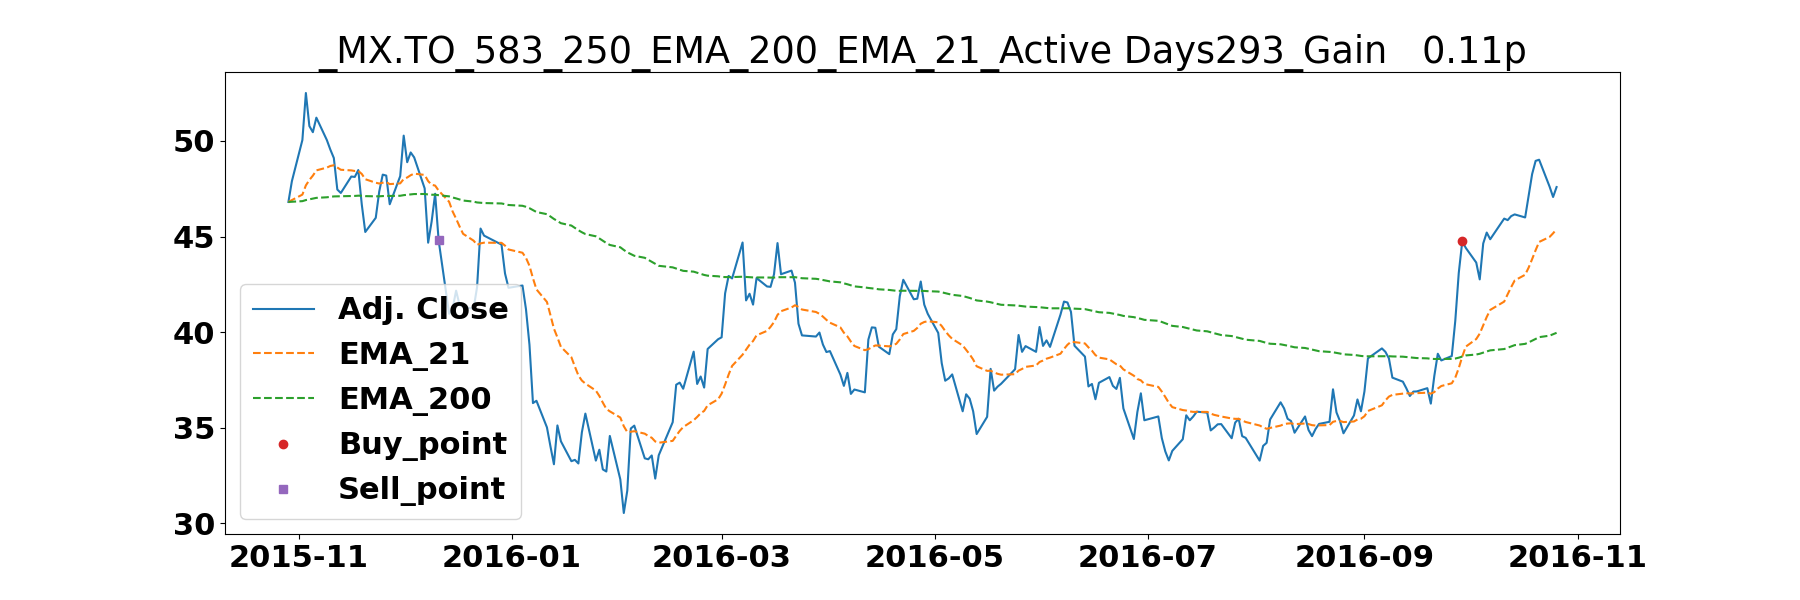 _MX.TO_583_250_EMA_200_EMA_21_Active Days293_Gain   0.11p
50
45
40
35
30
Adj. Close
EMA_21
EMA_200
Buy_point
Sell_point
2015-11 2016-01 2016-03 2016-05 2016-07 2016-09 2016-11